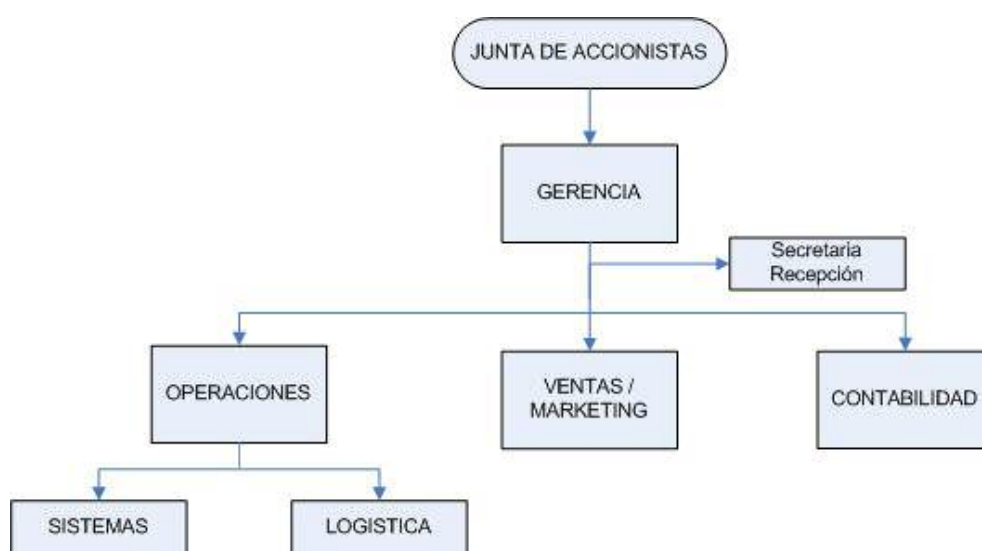 JUNTA DE ACCIONISTAS
GERENCIA
Secretaria
Recepción
OPERACIONES
VENTAS /
MARKETING
CONTABILIDAD
SISTEMAS
LOGISTICA